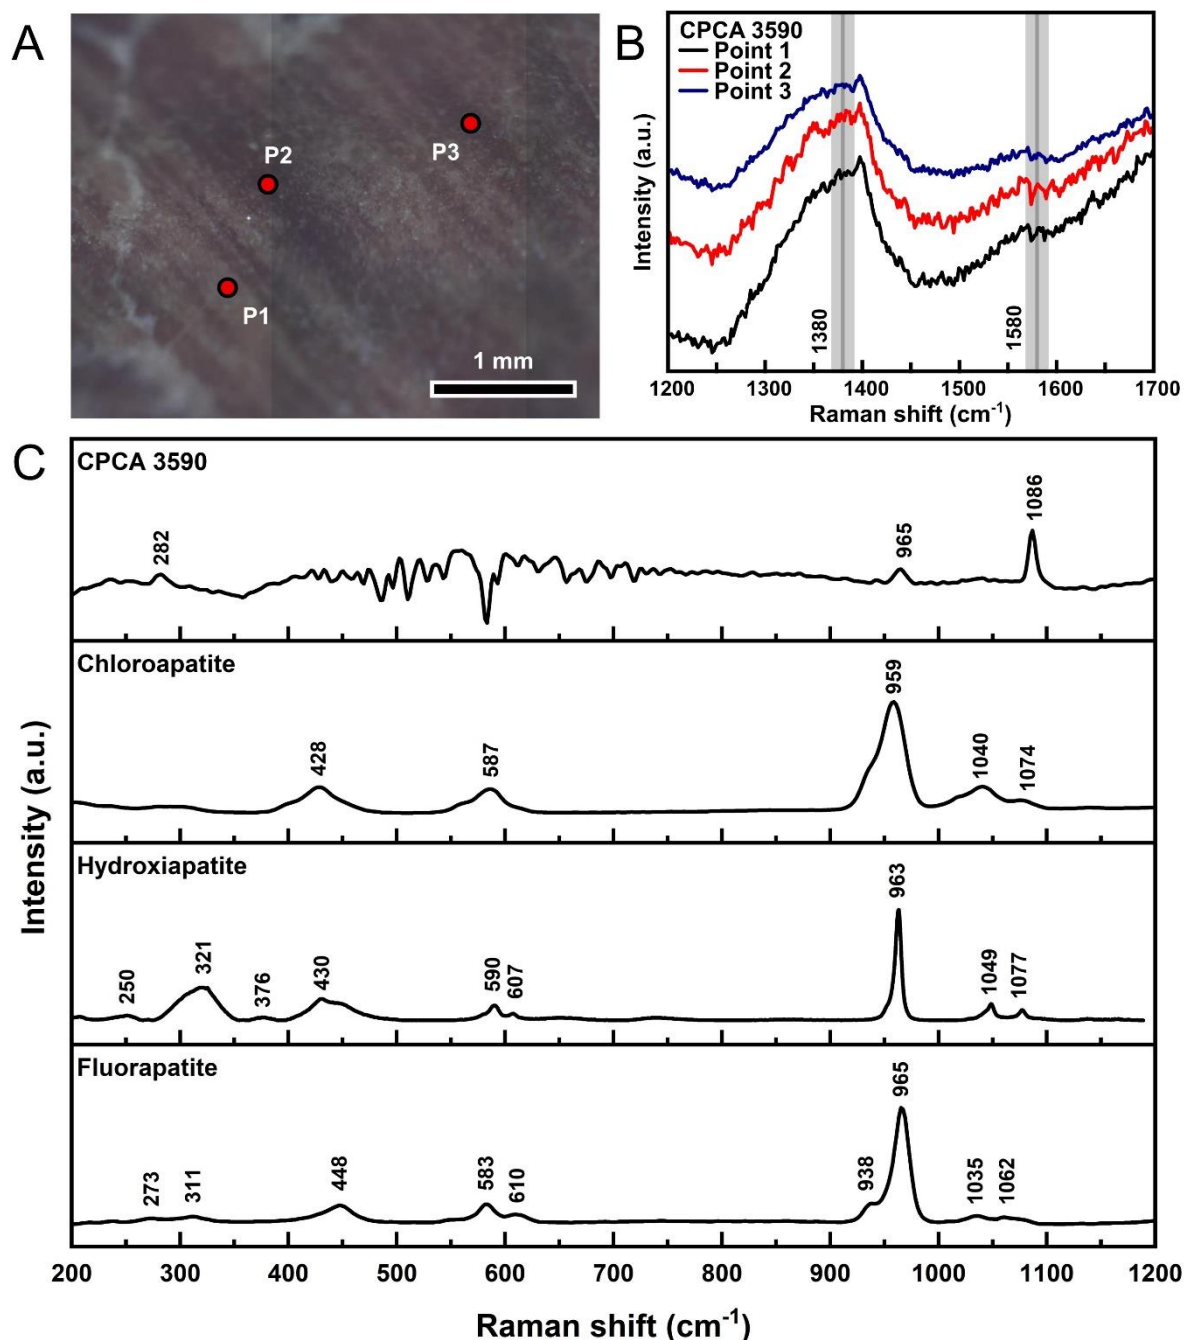 A
P1
P2
P3
1 mm
B
CPCA 3590
Point 1
Point 2
Point 3
Intensity (a.u.)
1380
1580
1200 1300 1400 1500 1600 1700
Raman shift (cm⁻¹)
C
CPCA 3590
282
965
1086
Chloroapatite
428
587
959
1040
1074
Hydroxiapatite
250
321
376
430
590
607
963
1049
1077
Fluorapatite
273
311
448
583
610
938
965
1035
1062
Intensity (a.u.)
200 300 400 500 600 700 800 900 1000 1100 1200
Raman shift (cm⁻¹)